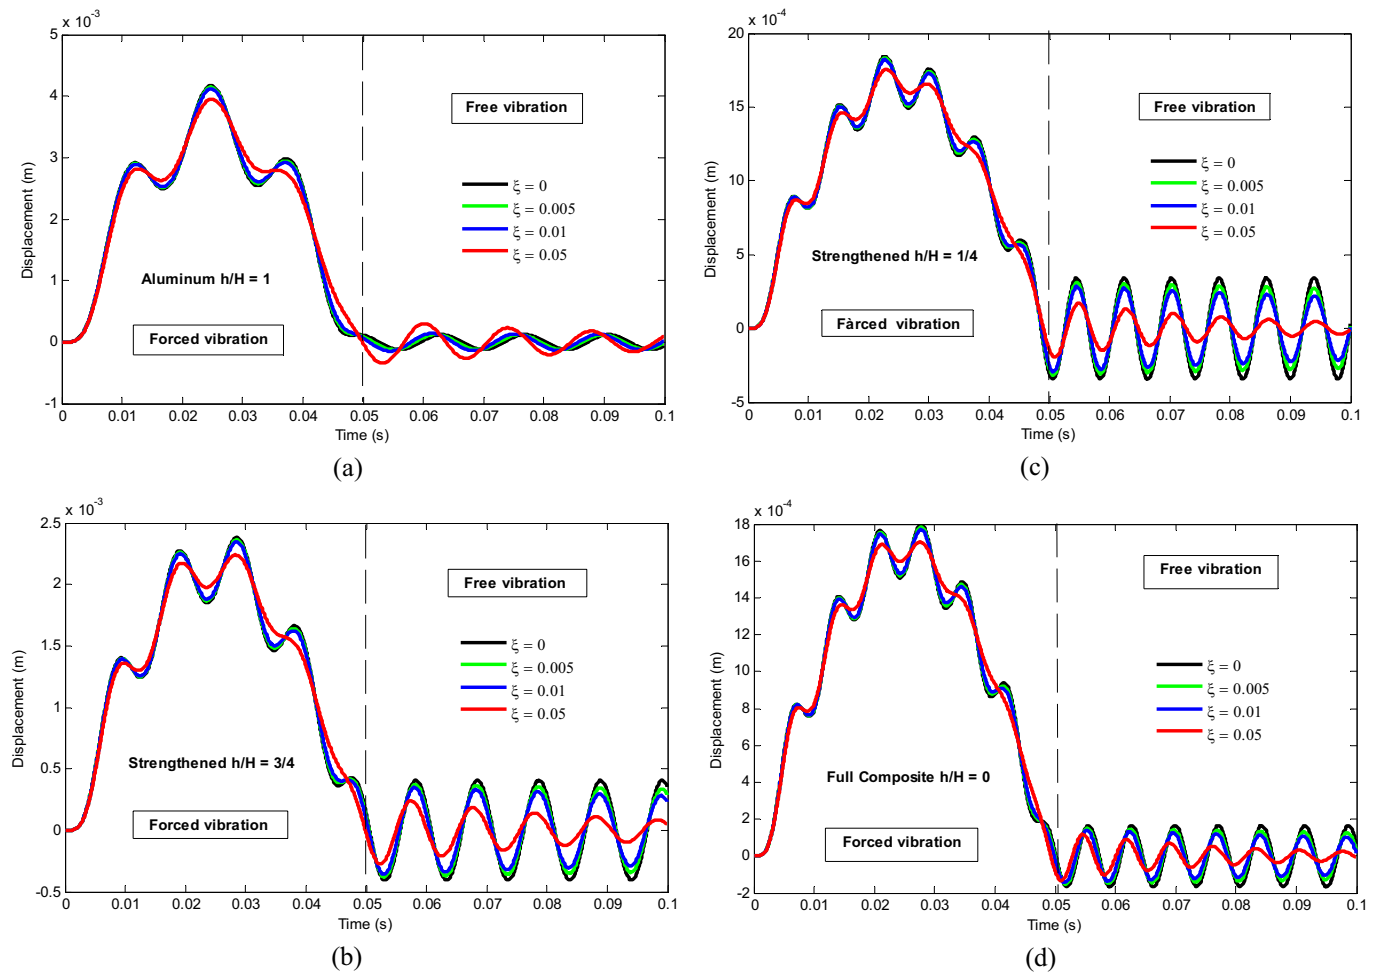 (a)
x 10-3
5
4
3
2
1
0
-1
Displacement (m)
0 0.01 0.02 0.03 0.04 0.05 0.06 0.07 0.08 0.09 0.1
Time (s)
Free vibration
ξ = 0
ξ = 0.005
ξ = 0.01
ξ = 0.05
Aluminum h/H = 1
Forced vibration
(a)
(c)
x 10-4
20
15
10
5
0
-5
Displacement (m)
0 0.01 0.02 0.03 0.04 0.05 0.06 0.07 0.08 0.09 0.1
Time (s)
Free vibration
ξ = 0
ξ = 0.005
ξ = 0.01
ξ = 0.05
Strengthened h/H = 1/4
Fàrced vibration
(c)
(b)
x 10-3
2.5
2
1.5
1
0.5
0
-0.5
Displacement (m)
0 0.01 0.02 0.03 0.04 0.05 0.06 0.07 0.08 0.09 0.1
Time (s)
Free vibration
ξ = 0
ξ = 0.005
ξ = 0.01
ξ = 0.05
Strengthened h/H = 3/4
Forced vibration
(b)
(d)
x 10-4
18
16
14
12
10
8
6
4
2
0
-2
Displacement (m)
0 0.01 0.02 0.03 0.04 0.05 0.06 0.07 0.08 0.09 0.1
Time (s)
Free vibration
ξ = 0
ξ = 0.005
ξ = 0.01
ξ = 0.05
Full Composite h/H = 0
Forced vibration
(d)